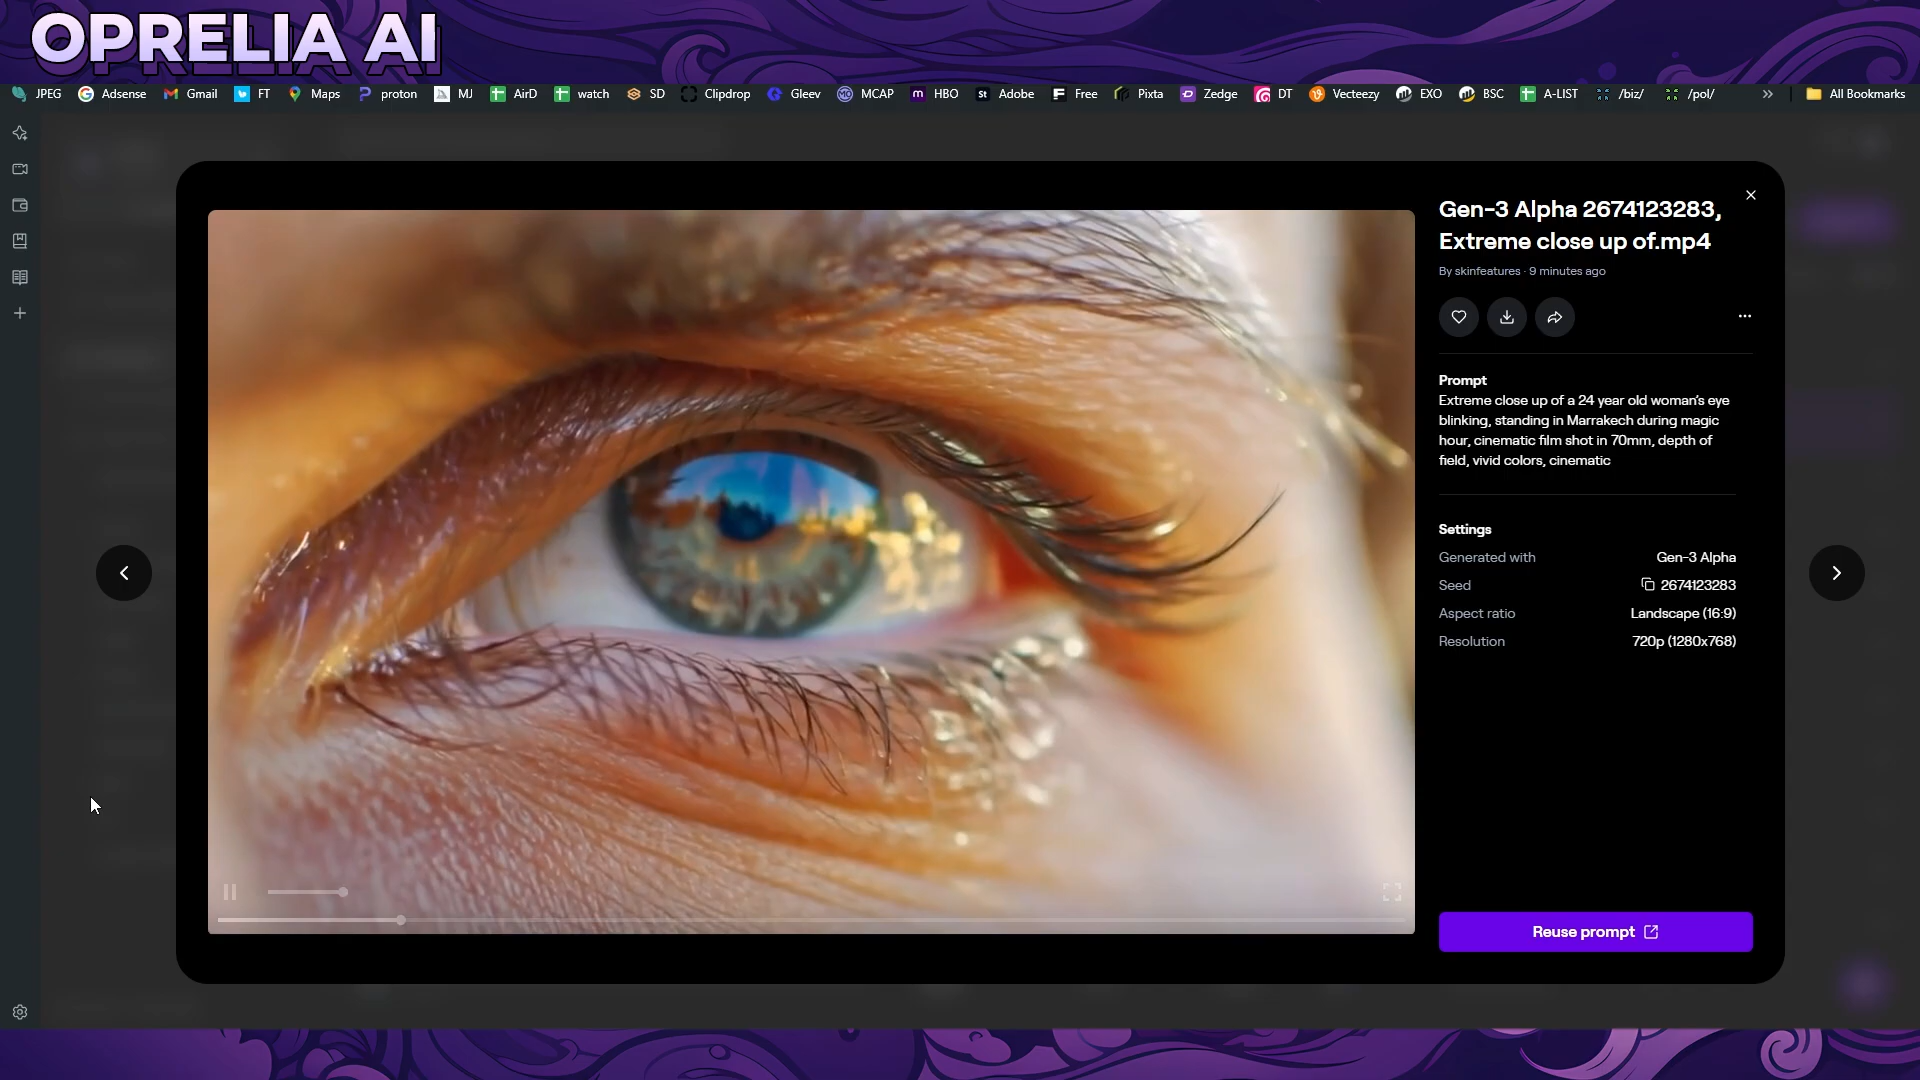 OPRELIA AI
JPEG Adsense Gmail FT Maps proton MJ AirD watch SD Clipdrop Gleev MCAP HBO Adobe Free Pixta Zedge DT Vecteezy EXO BSC A-LIST /biz/ /pol/ All Bookmarks
Gen-3 Alpha 2674123283,
Extreme close up of.mp4
By skinfeatures · 9 minutes ago
Prompt
Extreme close up of a 24 year old woman's eye
blinking, standing in Marrakech during magic
hour, cinematic film shot in 70mm, depth of
field, vivid colors, cinematic
Settings
Generated with Gen-3 Alpha
Seed 2674123283
Aspect ratio Landscape (16:9)
Resolution 720p (1280x768)
Reuse prompt